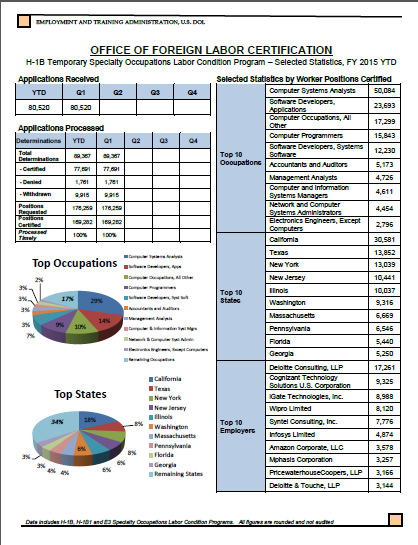 EMPLOYMENT AND TRAINING ADMINISTRATION, U.S. DOL
OFFICE OF FOREIGN LABOR CERTIFICATION
H-1B Temporary Specialty Occupations Labor Condition Program – Selected Statistics, FY 2015 YTD
Applications Received
YTD Q1 Q2 Q3 Q4
80,520 80,520
Applications Processed
Determinations YTD Q1 Q2 Q3 Q4
Total Determinations 89,367 89,367
- Certified 77,691 77,691
- Denied 1,761 1,761
- Withdrawn 9,915 9,915
Positions Requested 176,259 176,259
Positions Certified 169,282 169,282
Processed Timely 100% 100%
Top Occupations
29%
14%
10%
9%
7%
3%
3%
3%
3%
2%
17%
Computer Systems Analyst
Software Developers, Apps
Computer Occupations, All Other
Computer Programmers
Software Developers, Syst Soft
Accountants and Auditors
Management Analysts
Computer & Information Syst Mgrs
Network & Computer Syst Admin
Electronics Engineers, Except Computers
Remaining Occupations
Top States
18%
8%
8%
6%
6%
6%
4%
4%
3%
3%
34%
California
Texas
New York
New Jersey
Illinois
Washington
Massachusetts
Pennsylvania
Florida
Georgia
Remaining States
Selected Statistics by Worker Positions Certified
Top 10 Occupations
Computer Systems Analyst 50,084
Software Developers, Applications 23,693
Computer Occupations, All Other 17,299
Computer Programmers 15,843
Software Developers, Systems Software 12,230
Accountants and Auditors 5,173
Management Analysts 4,726
Computer and Information Systems Managers 4,611
Network and Computer Systems Administrators 4,454
Electronics Engineers, Except Computers 2,796
Top 10 States
California 30,581
Texas 13,852
New York 13,039
New Jersey 10,441
Illinois 10,037
Washington 9,316
Massachusetts 6,669
Pennsylvania 6,546
Florida 5,440
Georgia 5,250
Top 10 Employers
Deloitte Consulting, LLP 17,261
Cognizant Technology Solutions U.S. Corporation 9,325
IGate Technologies, Inc. 8,988
Wipro Limited 8,120
Syntel Consulting, Inc. 7,776
Infosys Limited 4,874
Amazon Corporate, LLC 3,578
Mphasis Corporation 3,257
PricewaterhouseCoopers, LLP 3,166
Deloitte & Touche, LLP 3,144
Data includes H-1B, H-1B1 and E3 Specialty Occupations Labor Condition Programs. All figures are rounded and not audited